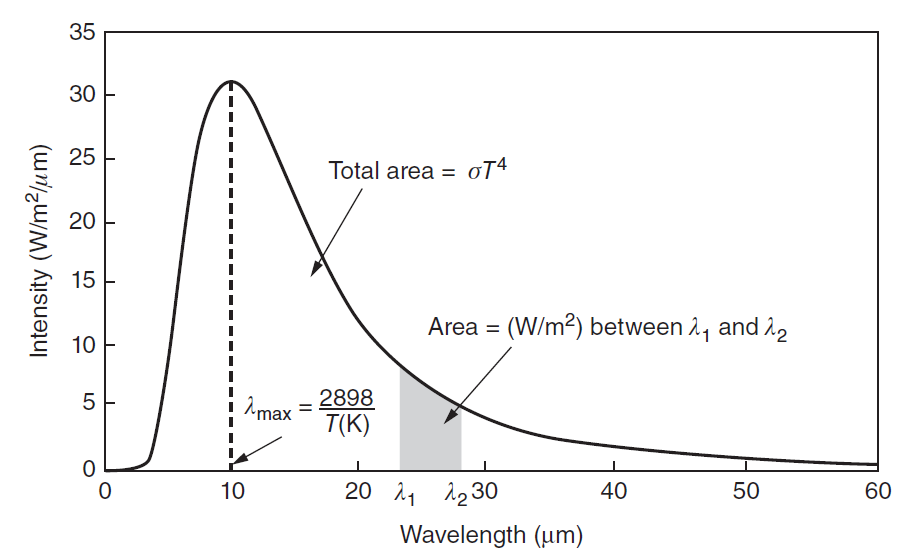 35
30
25
20
15
10
5
0
Intensity (W/m²/μm)
Total area = σT⁴
Area = (W/m²) between λ₁ and λ₂
λmax = 2898
T(K)
0 10 20 λ₁ λ₂ 30 40 50 60
Wavelength (μm)